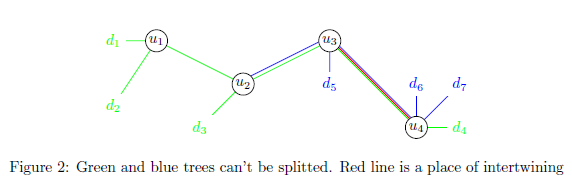 d₁ u₁ u₃
u₂ d₅ d₆ d₇
d₂ d₃ u₄ d₄
Figure 2: Green and blue trees can't be splitted. Red line is a place of intertwining